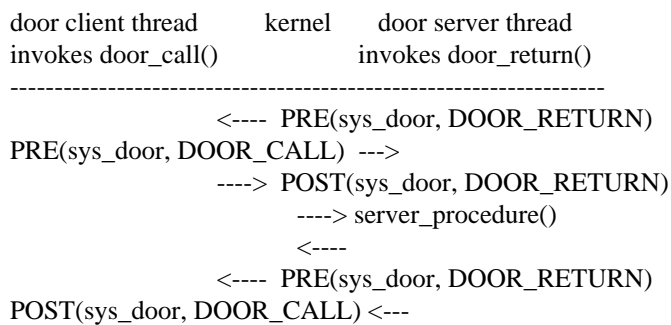 door client thread kernel door server thread
invokes door_call() invokes door_return()
-------------------------------------------------------------------
<---- PRE(sys_door, DOOR_RETURN)
PRE(sys_door, DOOR_CALL) --->
----> POST(sys_door, DOOR_RETURN)
----> server_procedure()
<----
<---- PRE(sys_door, DOOR_RETURN)
POST(sys_door, DOOR_CALL) <---